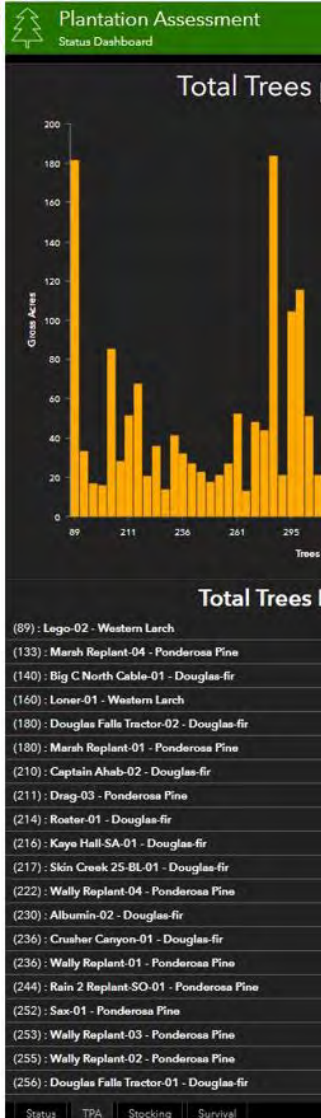 Plantation Assessment
Status Dashboard
Total Trees
200
180
160
140
120
100
80
60
40
20
0
Gross Acres
89 211 236 261 295
Trees
Total Trees
(89) : Lego-02 - Western Larch
(133) : Marsh Replant-04 - Ponderosa Pine
(140) : Big C North Cable-01 - Douglas-fir
(160) : Loner-01 - Western Larch
(180) : Douglas Falls Tractor-02 - Douglas-fir
(180) : Marsh Replant-01 - Ponderosa Pine
(210) : Captain Ahab-02 - Douglas-fir
(211) : Drag-03 - Ponderosa Pine
(214) : Roster-01 - Douglas-fir
(216) : Kaye Hall-SA-01 - Douglas-fir
(217) : Skin Creek 25-BL-01 - Douglas-fir
(222) : Wally Replant-04 - Ponderosa Pine
(230) : Albumin-02 - Douglas-fir
(236) : Crusher Canyon-01 - Douglas-fir
(236) : Wally Replant-01 - Ponderosa Pine
(244) : Rain 2 Replant-SO-01 - Ponderosa Pine
(252) : Sax-01 - Ponderosa Pine
(253) : Wally Replant-03 - Ponderosa Pine
(255) : Wally Replant-02 - Ponderosa Pine
(256) : Douglas Falls Tractor-01 - Douglas-fir
Status TPA Stocking Survival